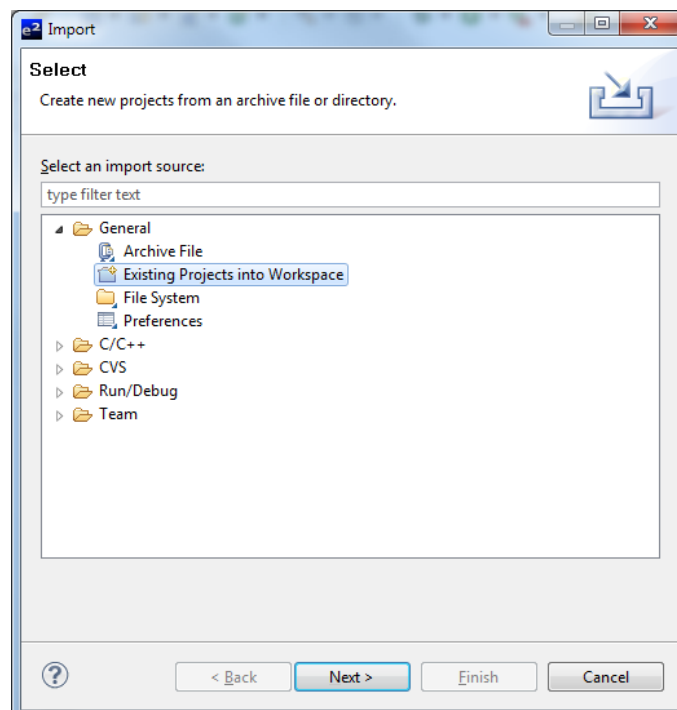 e² Import
Select
Create new projects from an archive file or directory.
Select an import source:
type filter text
General
Archive File
Existing Projects into Workspace
File System
Preferences
C/C++
CVS
Run/Debug
Team
? < Back Next > Finish Cancel